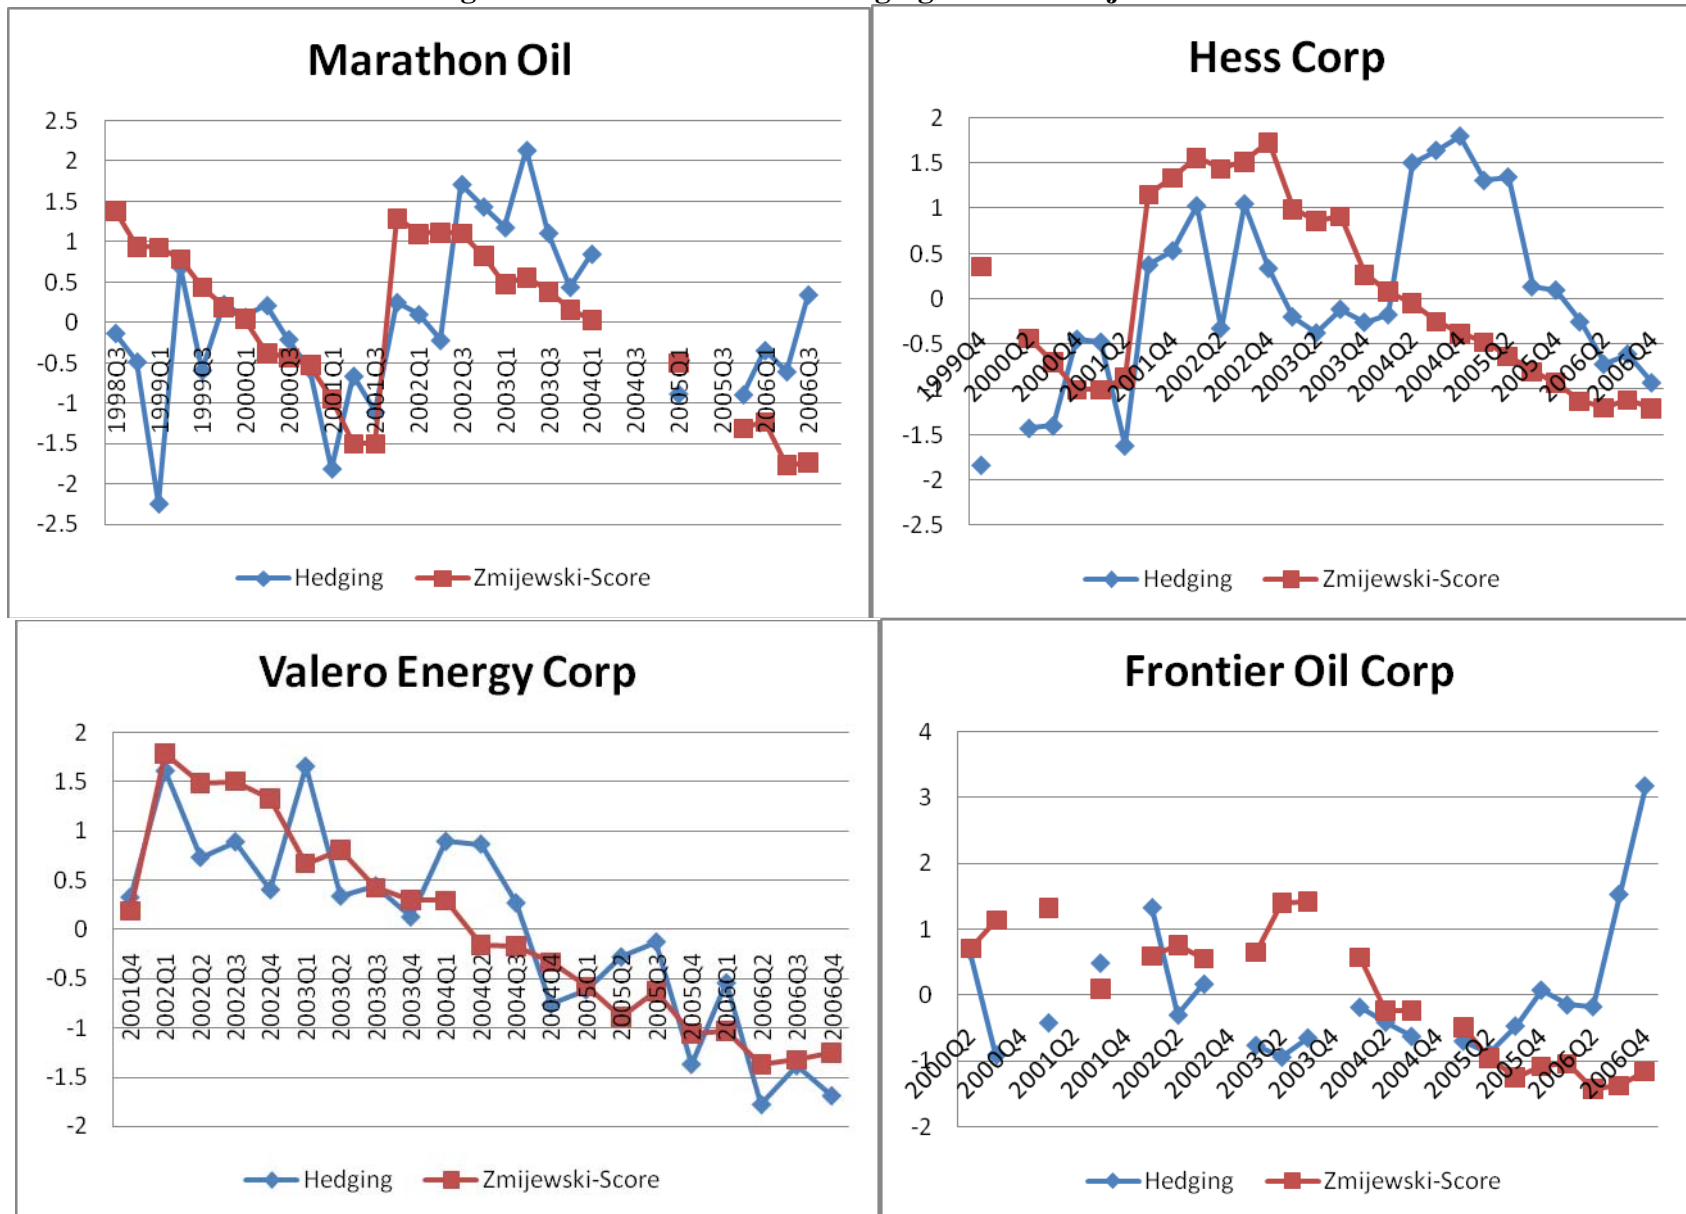 Marathon Oil
2.5
2
1.5
1
0.5
0
-0.5
-1
-1.5
-2
-2.5
1998Q3
1999Q1
1999Q3
2000Q1
2000Q3
2001Q1
2001Q3
2002Q1
2002Q3
2003Q1
2003Q3
2004Q1
2004Q3
2005Q1
2005Q3
2006Q1
2006Q3
Hedging Zmijewski-Score
Hess Corp
2
1.5
1
0.5
0
-0.5
-1
-1.5
-2
-2.5
1999Q4
2000Q2
2000Q4
2001Q2
2001Q4
2002Q2
2002Q4
2003Q2
2003Q4
2004Q2
2004Q4
2005Q2
2005Q4
2006Q2
2006Q4
Hedging Zmijewski-Score
Valero Energy Corp
2
1.5
1
0.5
0
-0.5
-1
-1.5
-2
2001Q4
2002Q1
2002Q2
2002Q3
2002Q4
2003Q1
2003Q2
2003Q3
2003Q4
2004Q1
2004Q2
2004Q3
2004Q4
2005Q1
2005Q2
2005Q3
2005Q4
2006Q1
2006Q2
2006Q3
2006Q4
Hedging Zmijewski-Score
Frontier Oil Corp
4
3
2
1
0
-1
-2
2000Q2
2000Q4
2001Q2
2001Q4
2002Q2
2002Q4
2003Q2
2003Q4
2004Q2
2004Q4
2005Q2
2005Q4
2006Q2
2006Q4
Hedging Zmijewski-Score